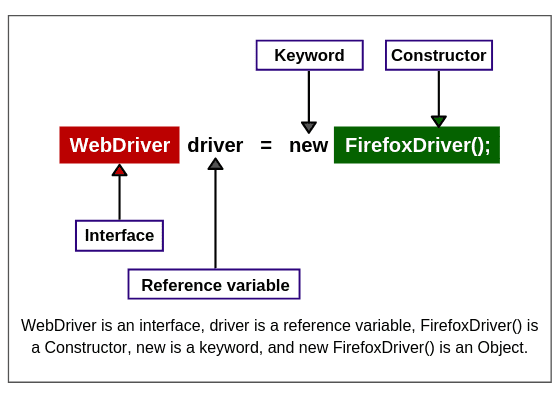 Keyword
Constructor
WebDriver driver = new FirefoxDriver();
Interface
Reference variable
WebDriver is an interface, driver is a reference variable, FirefoxDriver() is
a Constructor, new is a keyword, and new FirefoxDriver() is an Object.